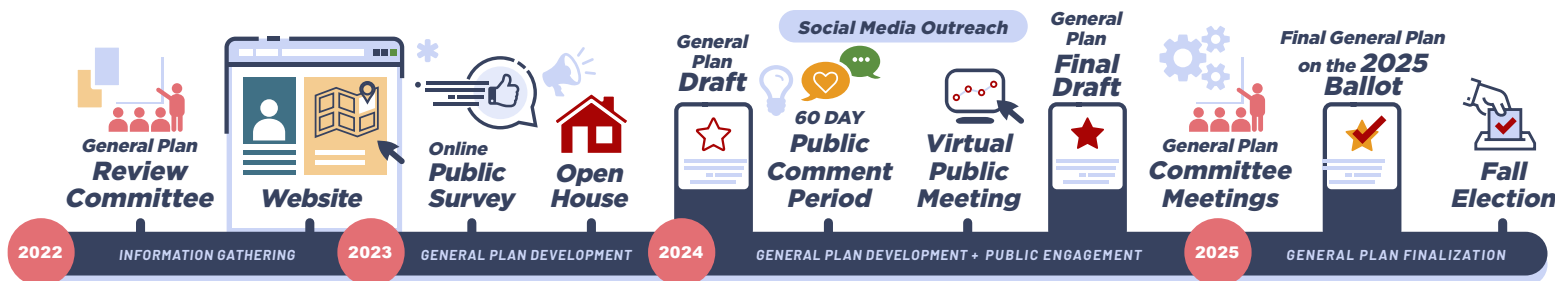 General Plan
Review
Committee
Website
Online
Public
Survey
Open
House
General
Plan
Draft
Social Media Outreach
60 DAY
Public
Comment
Period
Virtual
Public
Meeting
General
Plan
Final
Draft
General Plan
Committee
Meetings
Final General Plan
on the 2025
Ballot
Fall
Election
2022
INFORMATION GATHERING
2023
GENERAL PLAN DEVELOPMENT
2024
GENERAL PLAN DEVELOPMENT + PUBLIC ENGAGEMENT
2025
GENERAL PLAN FINALIZATION